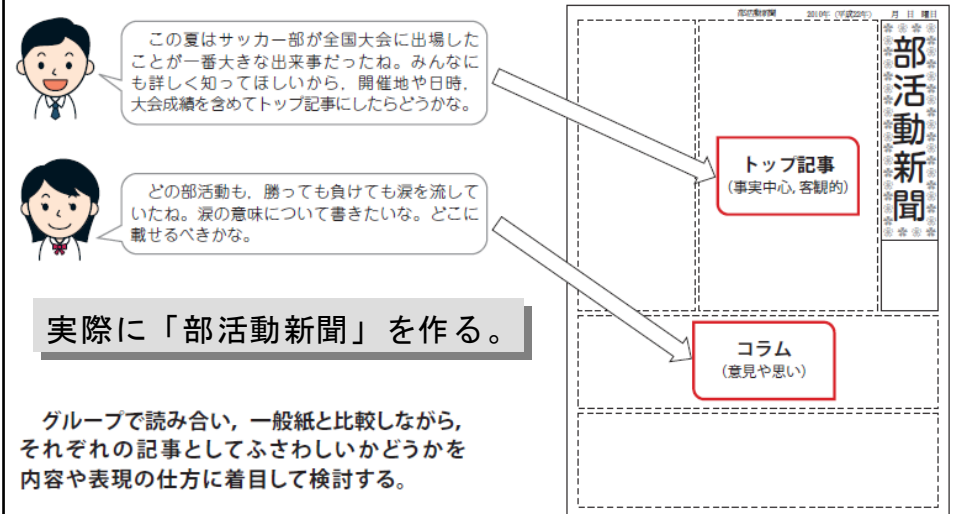 この夏はサッカー部が全国大会に出場した
ことが一番大きな出来事だったね。みんなに
も詳しく知ってほしいから，開催地や日時，
大会成績を含めてトップ記事にしたらどうかな。
どの部活動も，勝っても負けても涙を流して
いたね。涙の意味について書きたいな。どこに
載せるべきかな。
実際に「部活動新聞」を作る。
グループで読み合い，一般紙と比較しながら，
それぞれの記事としてふさわしいかどうかを
内容や表現の仕方に着目して検討する。
部活動新聞 2010年（平成22年） 月 日 曜日
部活動新聞
トップ記事
（事実中心，客観的）
コラム
（意見や思い）